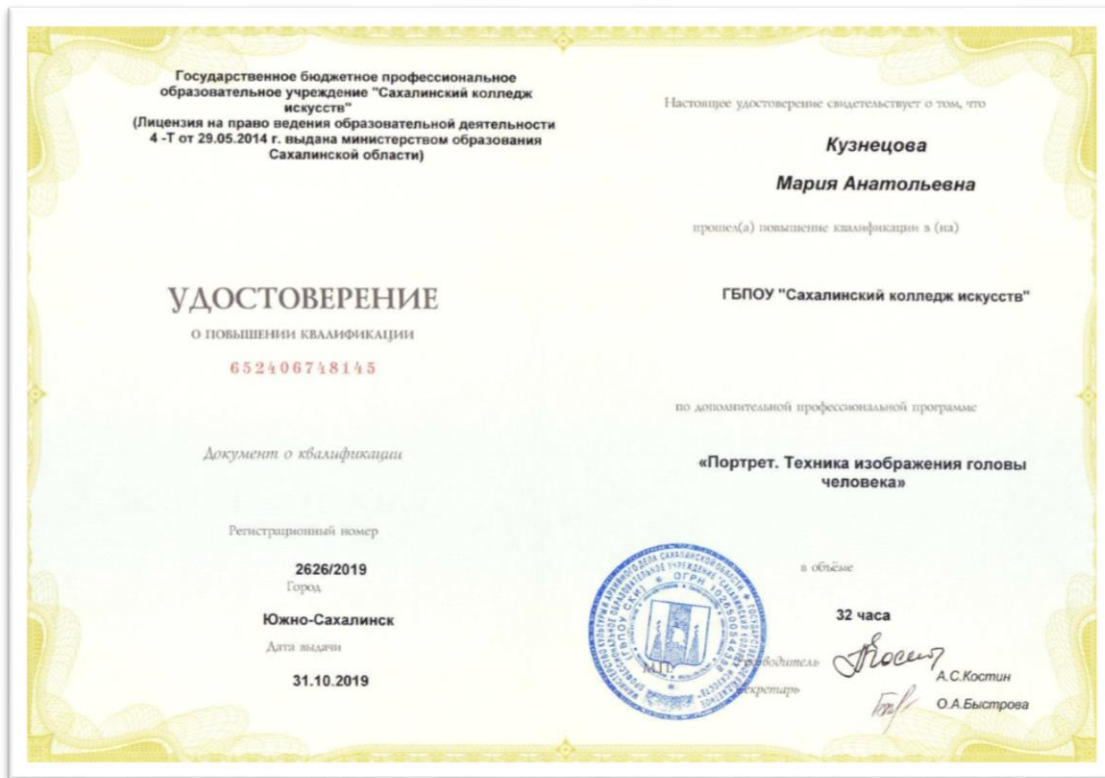 Государственное бюджетное профессиональное
образовательное учреждение "Сахалинский колледж
искусств"
(Лицензия на право ведения образовательной деятельности
4 -Т от 29.05.2014 г. выдана министерством образования
Сахалинской области)
УДОСТОВЕРЕНИЕ
О ПОВЫШЕНИИ КВАЛИФИКАЦИИ
652406748145
Документ о квалификации
Регистрационный номер
2626/2019
Город
Южно-Сахалинск
Дата выдачи
31.10.2019
Настоящее удостоверение свидетельствует о том, что
Кузнецова
Мария Анатольевна
прошел(а) повышение квалификации в (на)
ГБПОУ "Сахалинский колледж искусств"
по дополнительной профессиональной программе
«Портрет. Техника изображения головы
человека»
в объёме
32 часа
М.П.
Руководитель
А.С.Костин
Секретарь
О.А.Быстрова